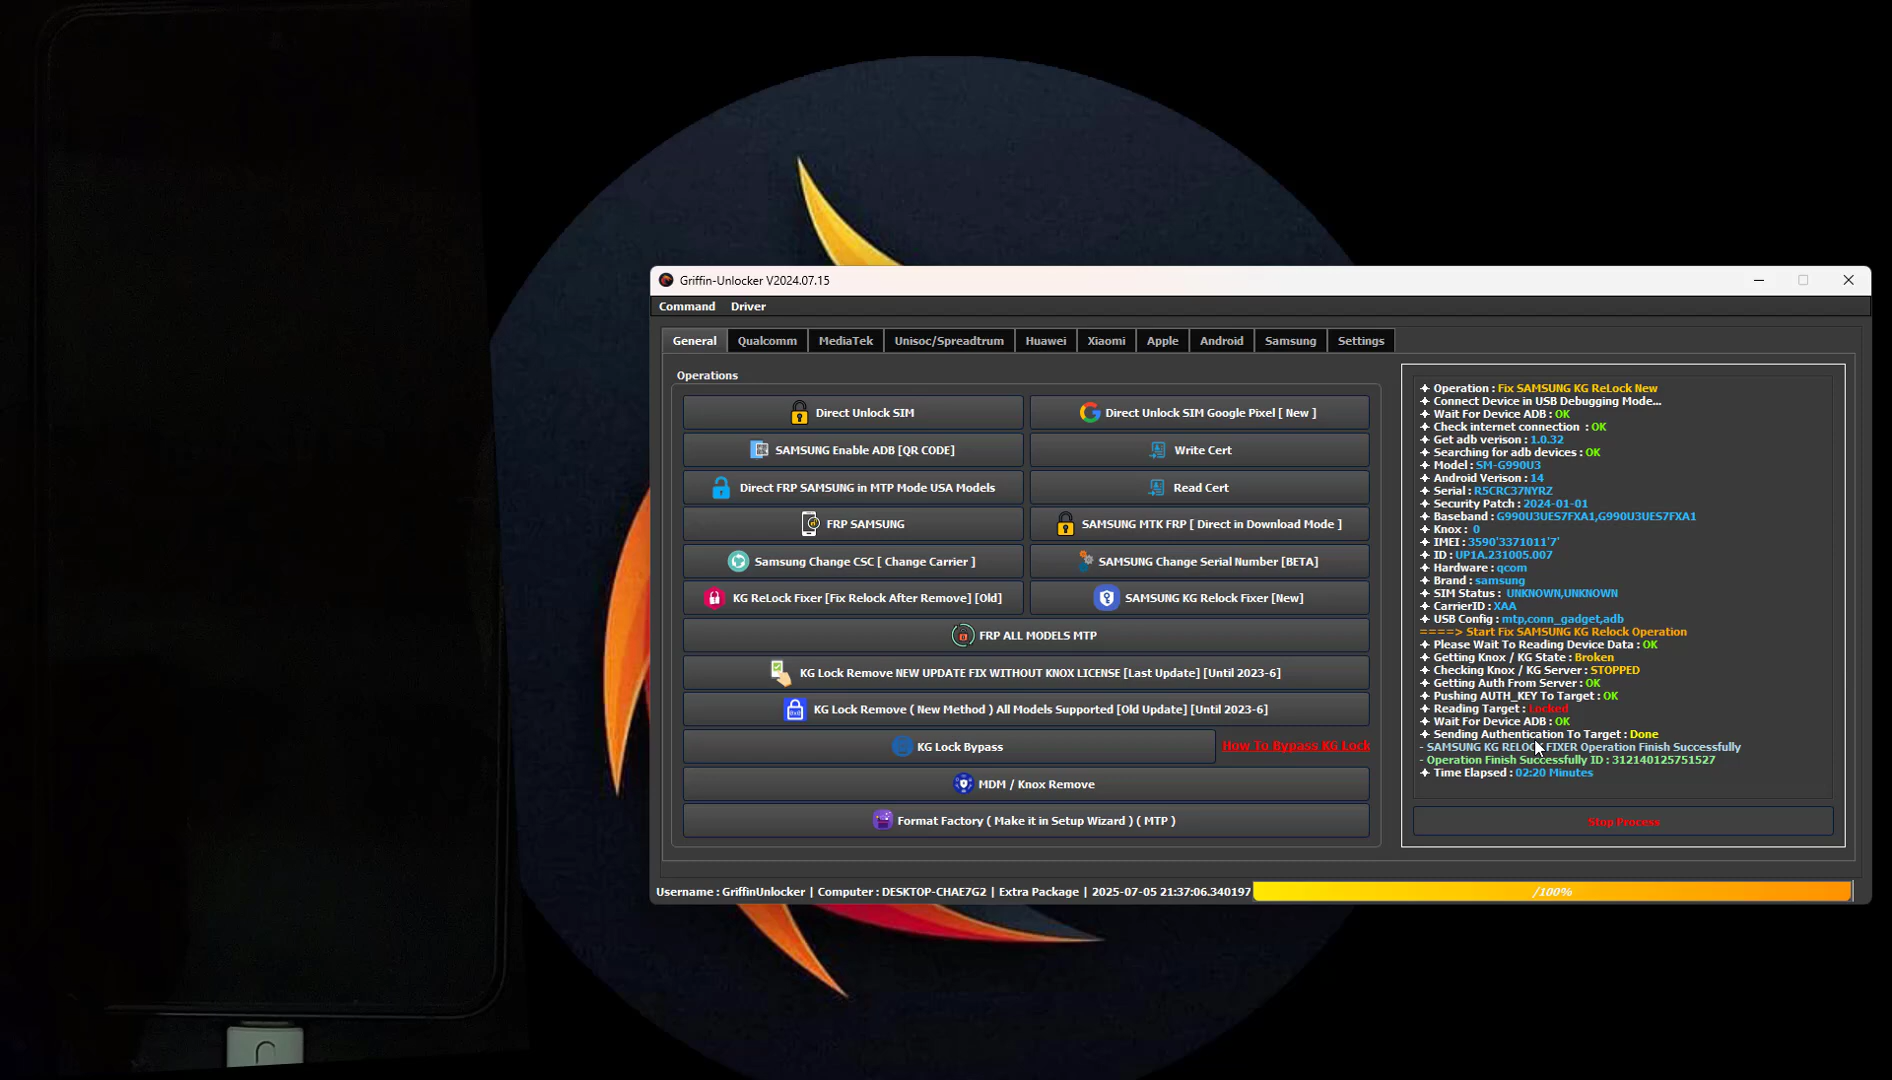 Griffin-Unlocker V2024.07.15
Command Driver
General Qualcomm MediaTek Unisoc/Spreadtrum Huawei Xiaomi Apple Android Samsung Settings
Operations
Direct Unlock SIM
Direct Unlock SIM Google Pixel [ New ]
SAMSUNG Enable ADB [QR CODE]
Write Cert
Direct FRP SAMSUNG in MTP Mode USA Models
Read Cert
FRP SAMSUNG
SAMSUNG MTK FRP [ Direct in Download Mode ]
Samsung Change CSC [ Change Carrier ]
SAMSUNG Change Serial Number [BETA]
KG ReLock Fixer [Fix Relock After Remove] [Old]
SAMSUNG KG Relock Fixer [New]
FRP ALL MODELS MTP
KG Lock Remove NEW UPDATE FIX WITHOUT KNOX LICENSE [Last Update] [Until 2023-6]
KG Lock Remove ( New Method ) All Models Supported [Old Update] [Until 2023-6]
KG Lock Bypass
How To Bypass KG Lock
MDM / Knox Remove
Format Factory ( Make it in Setup Wizard ) ( MTP )
Operation : Fix SAMSUNG KG ReLock New
Connect Device in USB Debugging Mode...
Wait For Device ADB : OK
Check internet connection : OK
Get adb verison : 1.0.32
Searching for adb devices : OK
Model : SM-G990U3
Android Verison : 14
Serial : R5CRC37NYRZ
Security Patch : 2024-01-01
Baseband : G990U3UES7FXA1,G990U3UES7FXA1
Knox : 0
IMEI : 3590'3371011'7'
ID : UP1A.231005.007
Hardware : qcom
Brand : samsung
SIM Status : UNKNOWN,UNKNOWN
CarrierID : XAA
USB Config : mtp,conn_gadget,adb
====> Start Fix SAMSUNG KG Relock Operation
Please Wait To Reading Device Data : OK
Getting Knox / KG State : Broken
Checking Knox / KG Server : STOPPED
Getting Auth From Server : OK
Pushing AUTH_KEY To Target : OK
Reading Target : Locked
Wait For Device ADB : OK
Sending Authentication To Target : Done
- SAMSUNG KG RELOCK FIXER Operation Finish Successfully
- Operation Finish Successfully ID : 312140125751527
Time Elapsed : 02:20 Minutes
Stop Process
Username : GriffinUnlocker | Computer : DESKTOP-CHAE7G2 | Extra Package | 2025-07-05 21:37:06.340197
/100%